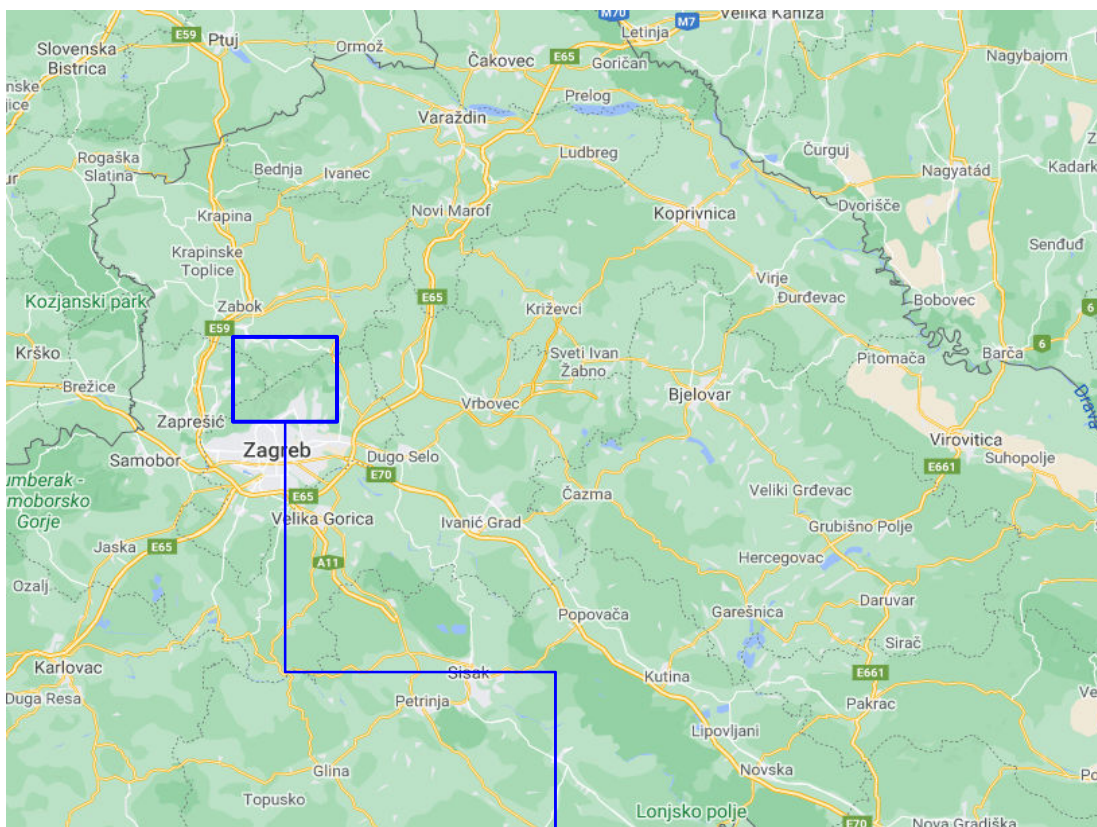 M70
M7
Velika Kaniža
E59
Ptuj
Letinja
Slovenska
Bistrica
Ormož
Čakovec
E65
Goričan
Nagybajom
Prelog
Varaždin
Rogaška
Slatina
Bednja
Ivanec
Ludbreg
Čurguj
Nagyatád
Kadark
Krapina
Novi Marof
Koprivnica
Dvorišče
Senđuđ
Krapinske
Toplice
Virje
Kozjanski park
Zabok
E65
Križevci
Đurđevac
Bobovec
6
E59
Krško
Sveti Ivan
Žabno
Pitomača
Barča
6
Brežice
Bjelovar
Drava
Zaprešić
Vrbovec
Zagreb
Virovitica
Samobor
Dugo Selo
E661
Suhopolje
E70
umberak -
moborsko
Gorje
E65
Čazma
Veliki Grđevac
Velika Gorica
Ivanić Grad
Grubišno Polje
Jaska
E65
A11
Hercegovac
Ozalj
Popovača
Garešnica
Daruvar
Sirač
Karlovac
Sisak
Kutina
E661
Duga Resa
Petrinja
Pakrac
Lipovljani
Glina
Novska
Topusko
Lonjsko polje
E70
Nova Gradiška